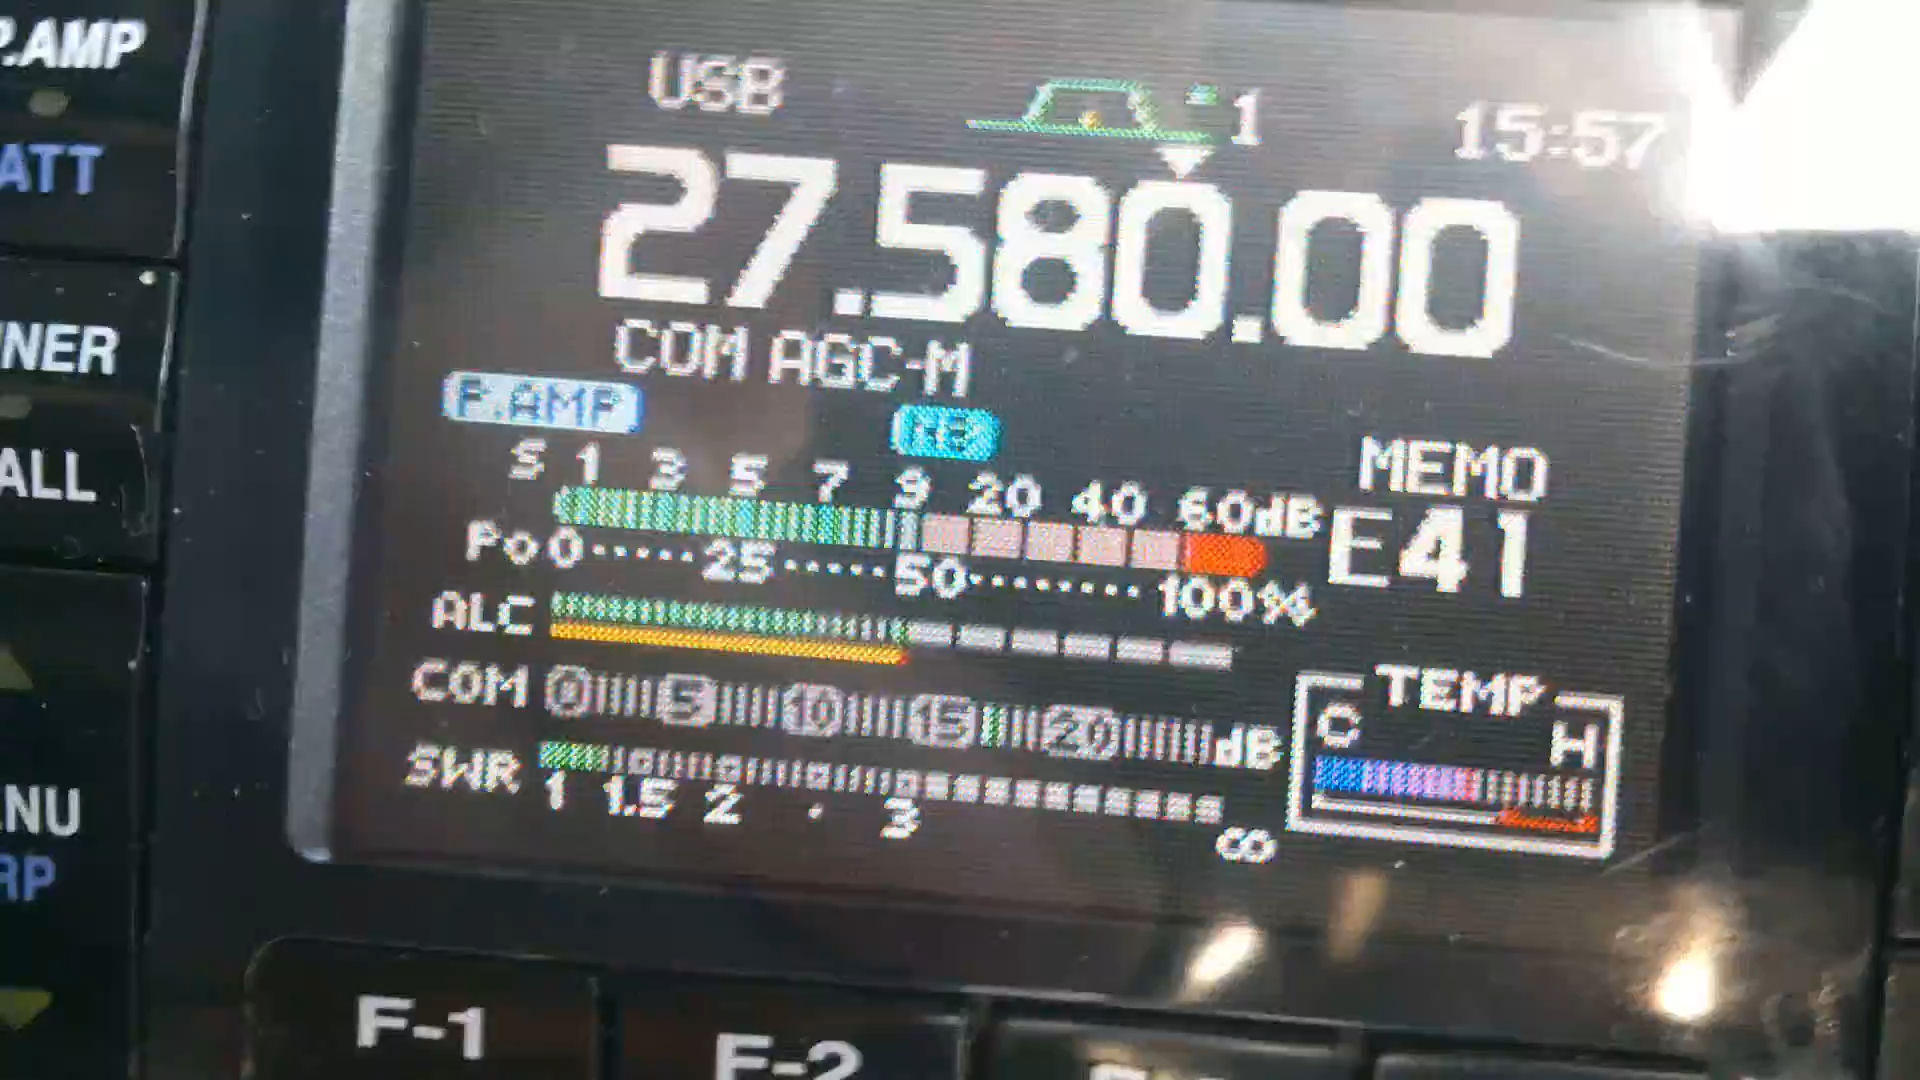 P.AMP
ATT
NER
ALL
NU
RP
USB
1
15:57
27.580.00
COM AGC-M
P.AMP
NB
S 1 3 5 7 9 20 40 60dB
MEMO
E41
Po 0 25 50 100%
ALC
COM 0 5 10 15 20 dB
SWR 1 1.5 2 3 ∞
TEMP
C H
F-1
F-2